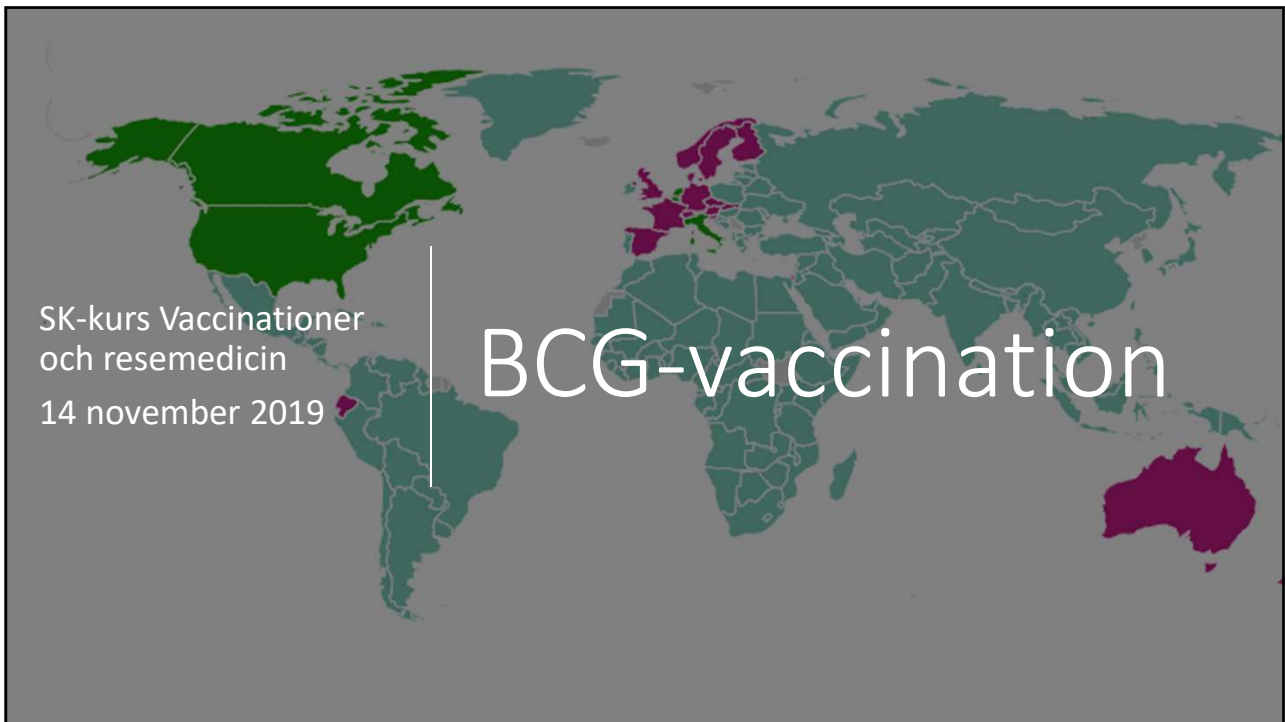 SK-kurs Vaccinationer
och resemedicin
14 november 2019
BCG-vaccination